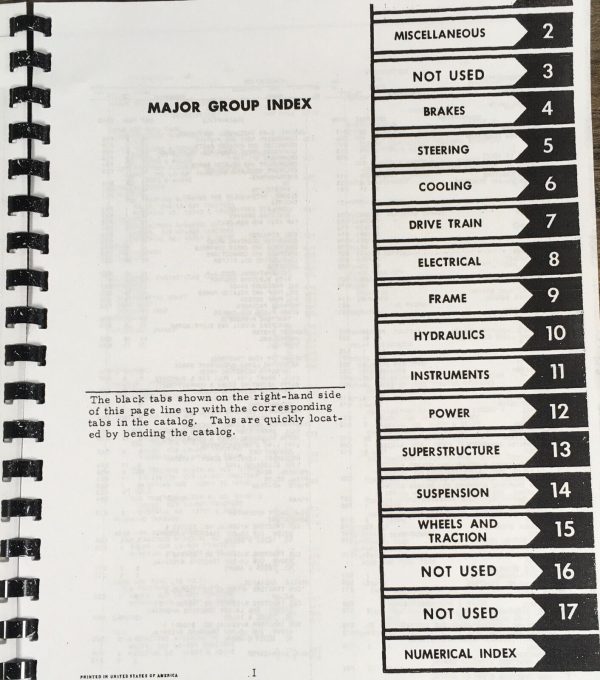 MAJOR GROUP INDEX
The black tabs shown on the right-hand side
of this page line up with the corresponding
tabs in the catalog. Tabs are quickly locat-
ed by bending the catalog.
MISCELLANEOUS 2
NOT USED 3
BRAKES 4
STEERING 5
COOLING 6
DRIVE TRAIN 7
ELECTRICAL 8
FRAME 9
HYDRAULICS 10
INSTRUMENTS 11
POWER 12
SUPERSTRUCTURE 13
SUSPENSION 14
WHEELS AND
TRACTION 15
NOT USED 16
NOT USED 17
NUMERICAL INDEX
PRINTED IN UNITED STATES OF AMERICA
I